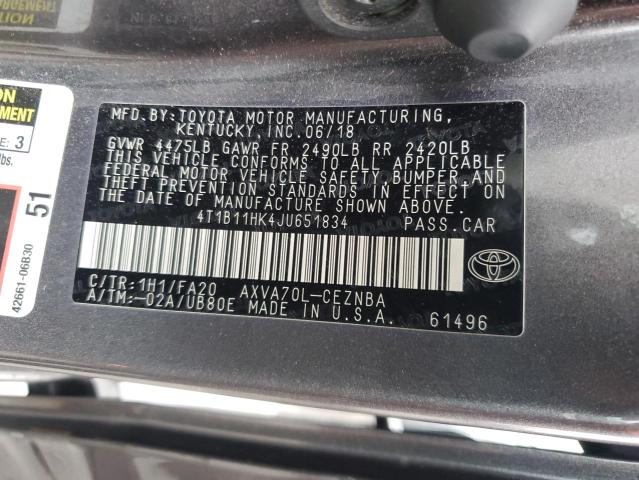 MFD.BY:TOYOTA MOTOR MANUFACTURING,
KENTUCKY, INC.06/18
GVWR 4475LB GAWR FR 2490LB RR 2420LB
THIS VEHICLE CONFORMS TO ALL APPLICABLE
FEDERAL MOTOR VEHICLE SAFETY BUMPER AND
THEFT PREVENTION STANDARDS IN EFFECT ON
THE DATE OF MANUFACTURE SHOWN ABOVE.
4T1B11HK4JU651834 PASS.CAR
C/TR:1H1/FA20 AXVA70L-CEZNBA
A/TM:-02A/UB80E MADE IN U.S.A. 61496
TOYOTA
51
42661-06B30
3
lbs.